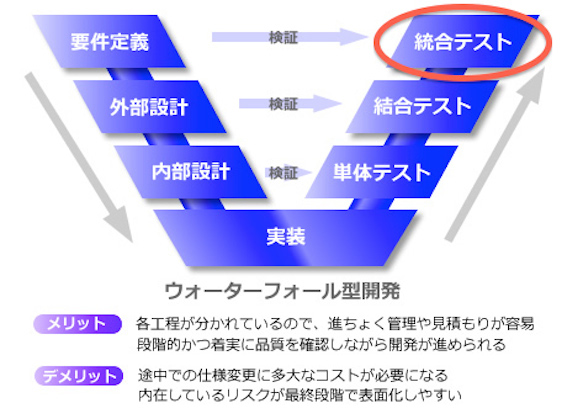 要件定義
検証
統合テスト
外部設計
検証
結合テスト
内部設計
検証
単体テスト
実装
ウォーターフォール型開発
メリット
各工程が分かれているので、進ちょく管理や見積もりが容易
段階的かつ着実に品質を確認しながら開発が進められる
デメリット
途中での仕様変更に多大なコストが必要になる
内在しているリスクが最終段階で表面化しやすい